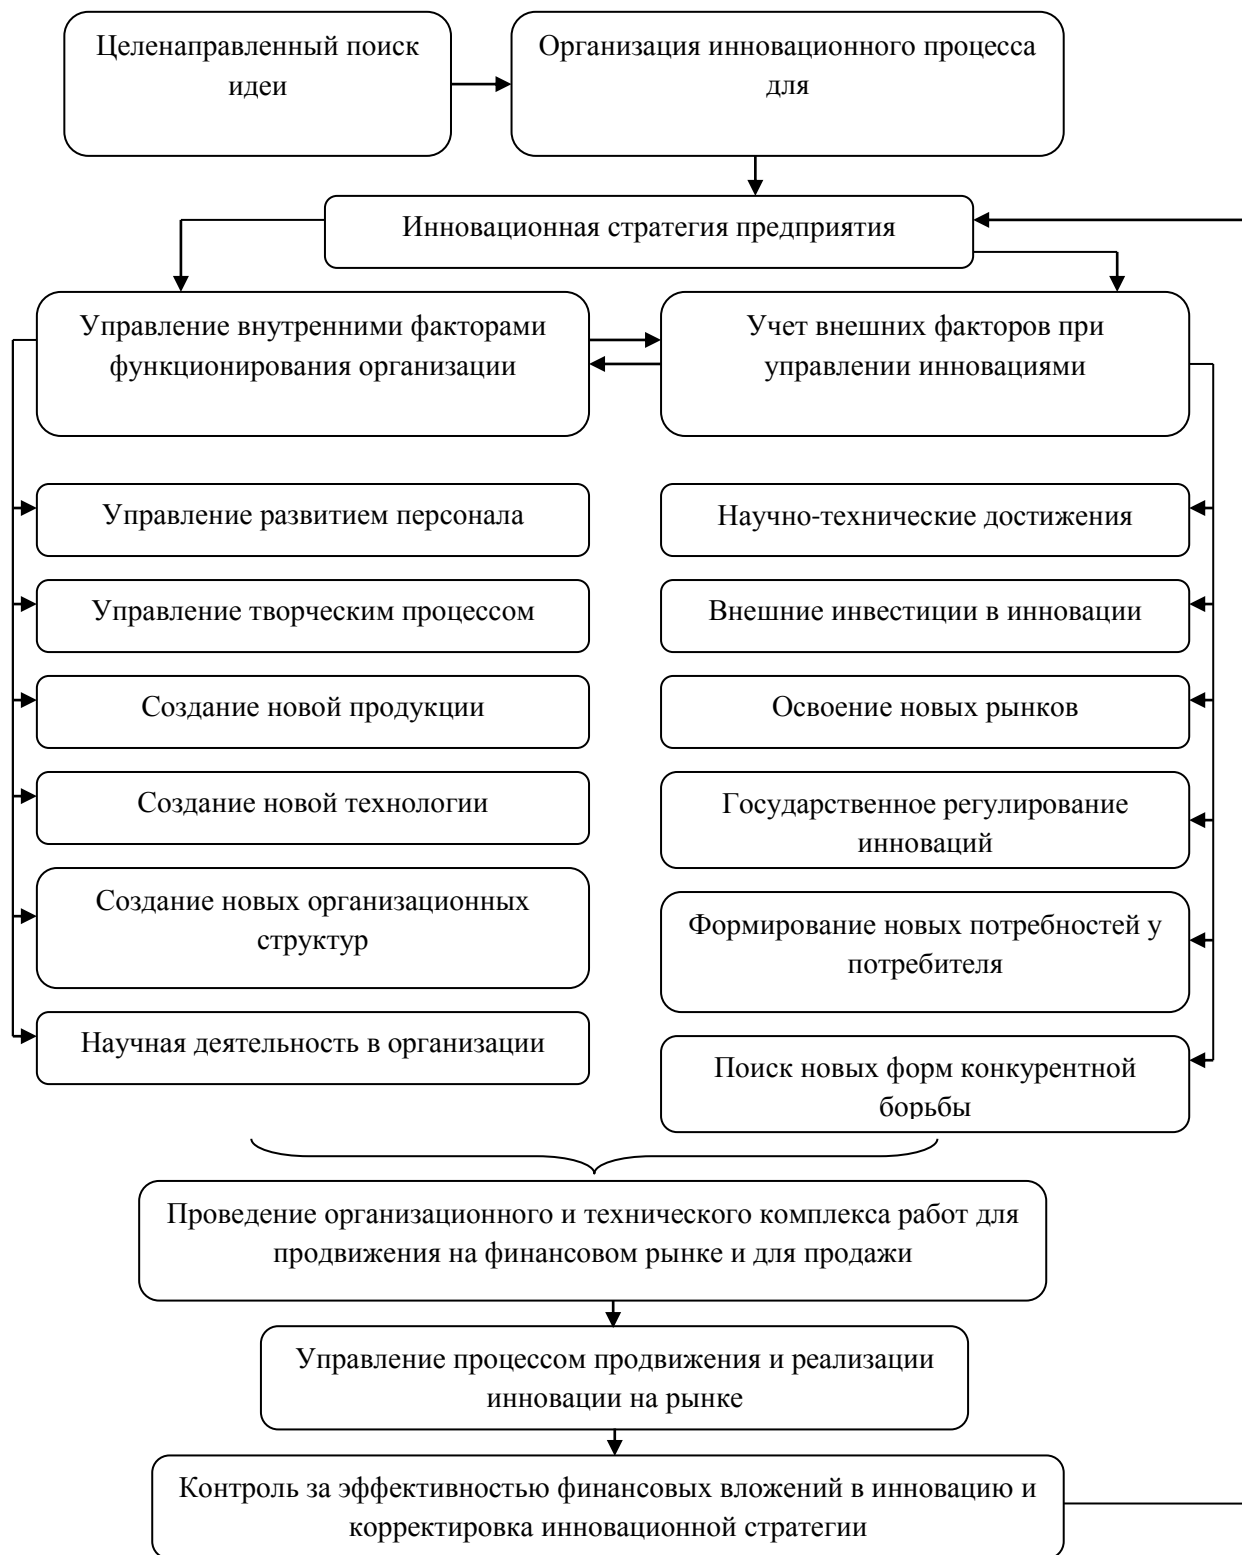 Целенаправленный поиск
идеи
Организация инновационного процесса
для
Инновационная стратегия предприятия
Управление внутренними факторами
функционирования организации
Учет внешних факторов при
управлении инновациями
Управление развитием персонала
Управление творческим процессом
Создание новой продукции
Создание новой технологии
Создание новых организационных
структур
Научная деятельность в организации
Научно-технические достижения
Внешние инвестиции в инновации
Освоение новых рынков
Государственное регулирование
инноваций
Формирование новых потребностей у
потребителя
Поиск новых форм конкурентной
борьбы
Проведение организационного и технического комплекса работ для
продвижения на финансовом рынке и для продажи
Управление процессом продвижения и реализации
инновации на рынке
Контроль за эффективностью финансовых вложений в инновацию и
корректировка инновационной стратегии